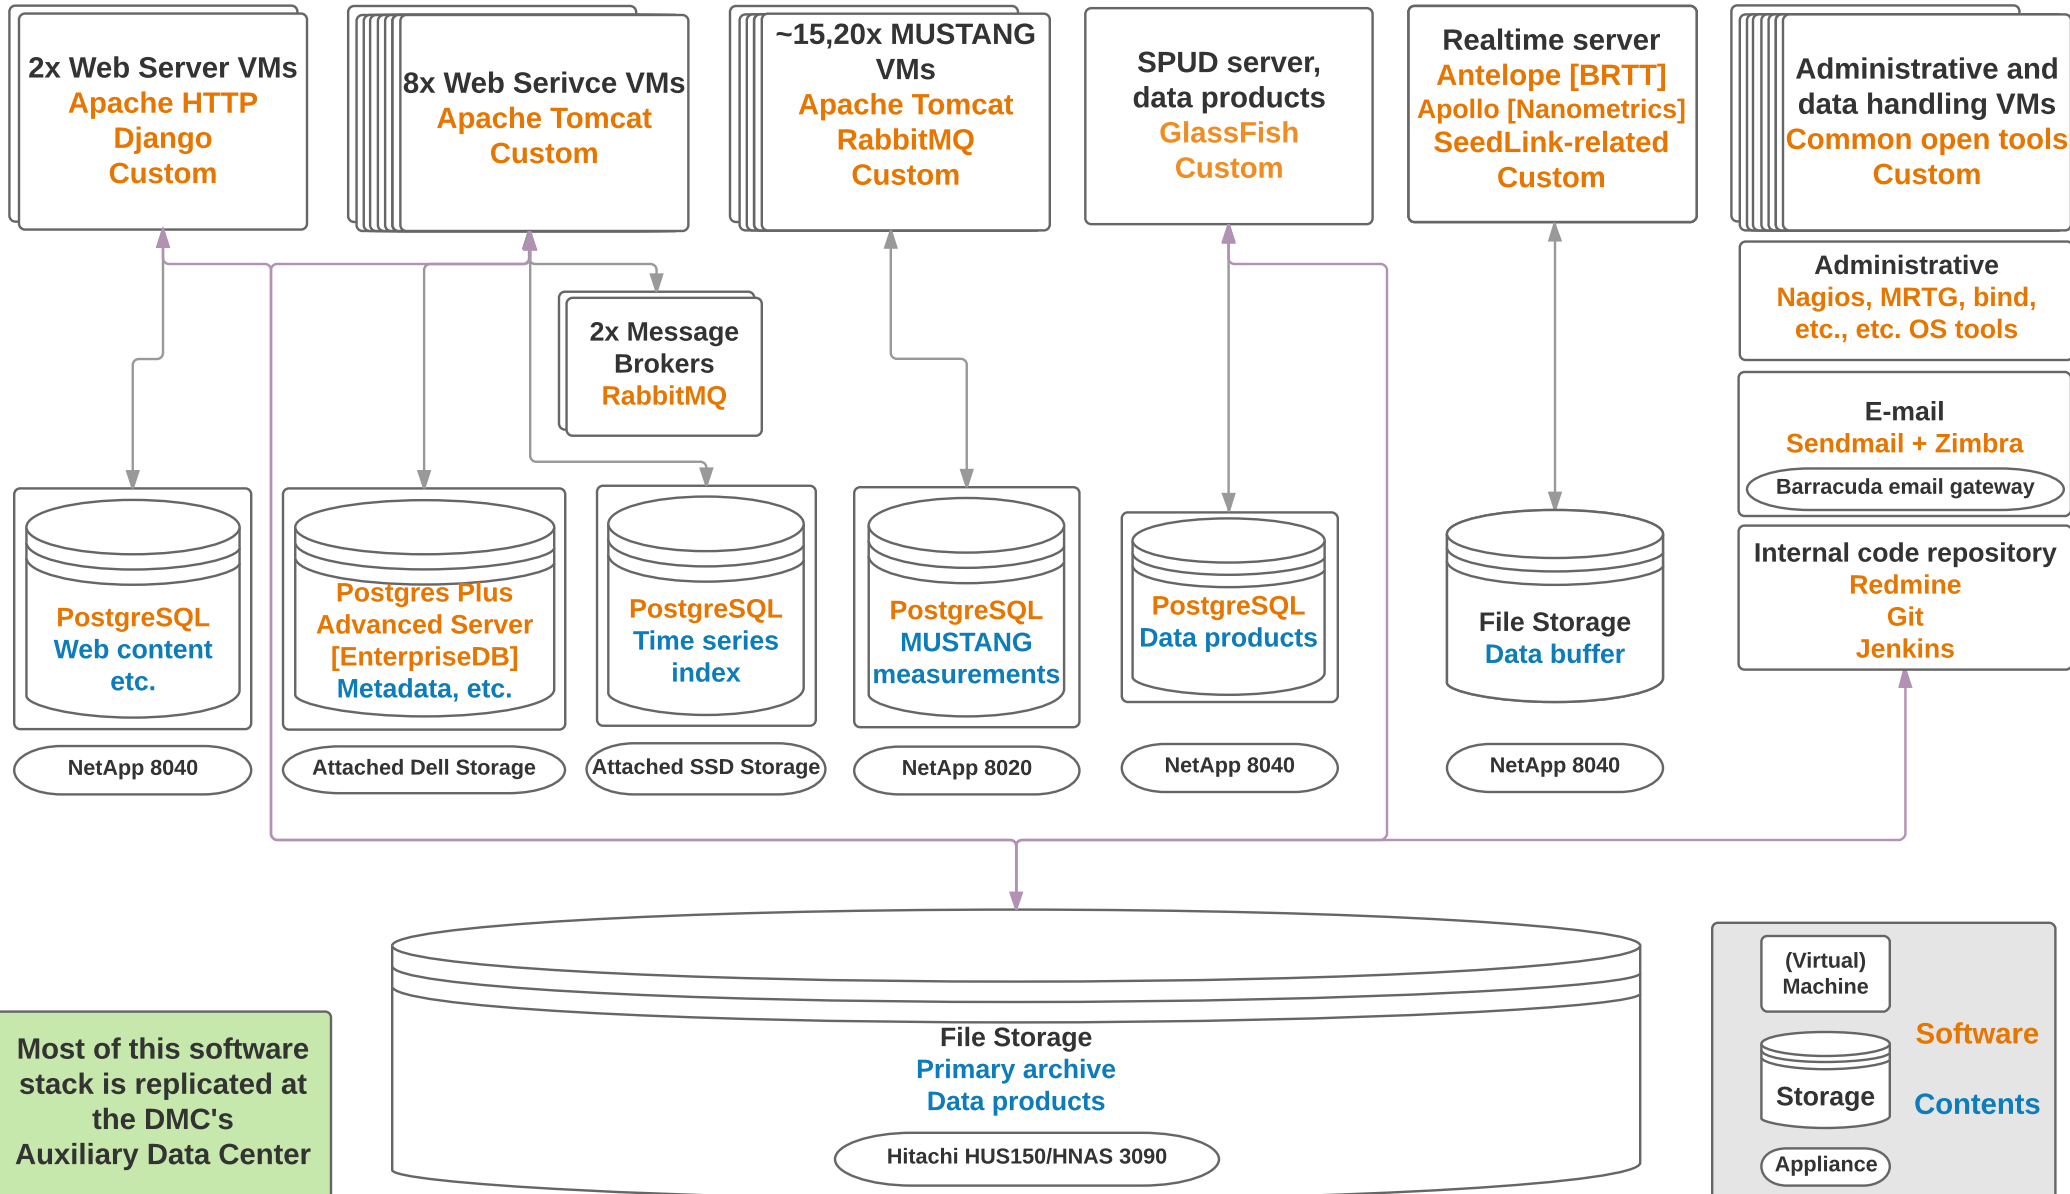 2x Web Server VMs
Apache HTTP
Django
Custom
8x Web Serivce VMs
Apache Tomcat
Custom
~15,20x MUSTANG
VMs
Apache Tomcat
RabbitMQ
Custom
SPUD server,
data products
GlassFish
Custom
Realtime server
Antelope [BRTT]
Apollo [Nanometrics]
SeedLink-related
Custom
Administrative and
data handling VMs
Common open tools
Custom
Administrative
Nagios, MRTG, bind,
etc., etc. OS tools
2x Message
Brokers
RabbitMQ
E-mail
Sendmail + Zimbra
Barracuda email gateway
Internal code repository
Redmine
Git
Jenkins
PostgreSQL
Web content
etc.
Postgres Plus
Advanced Server
[EnterpriseDB]
Metadata, etc.
PostgreSQL
Time series
index
PostgreSQL
MUSTANG
measurements
PostgreSQL
Data products
File Storage
Data buffer
NetApp 8040
Attached Dell Storage
Attached SSD Storage
NetApp 8020
NetApp 8040
NetApp 8040
File Storage
Primary archive
Data products
Hitachi HUS150/HNAS 3090
Most of this software
stack is replicated at
the DMC's
Auxiliary Data Center
(Virtual)
Machine
Software
Storage
Contents
Appliance